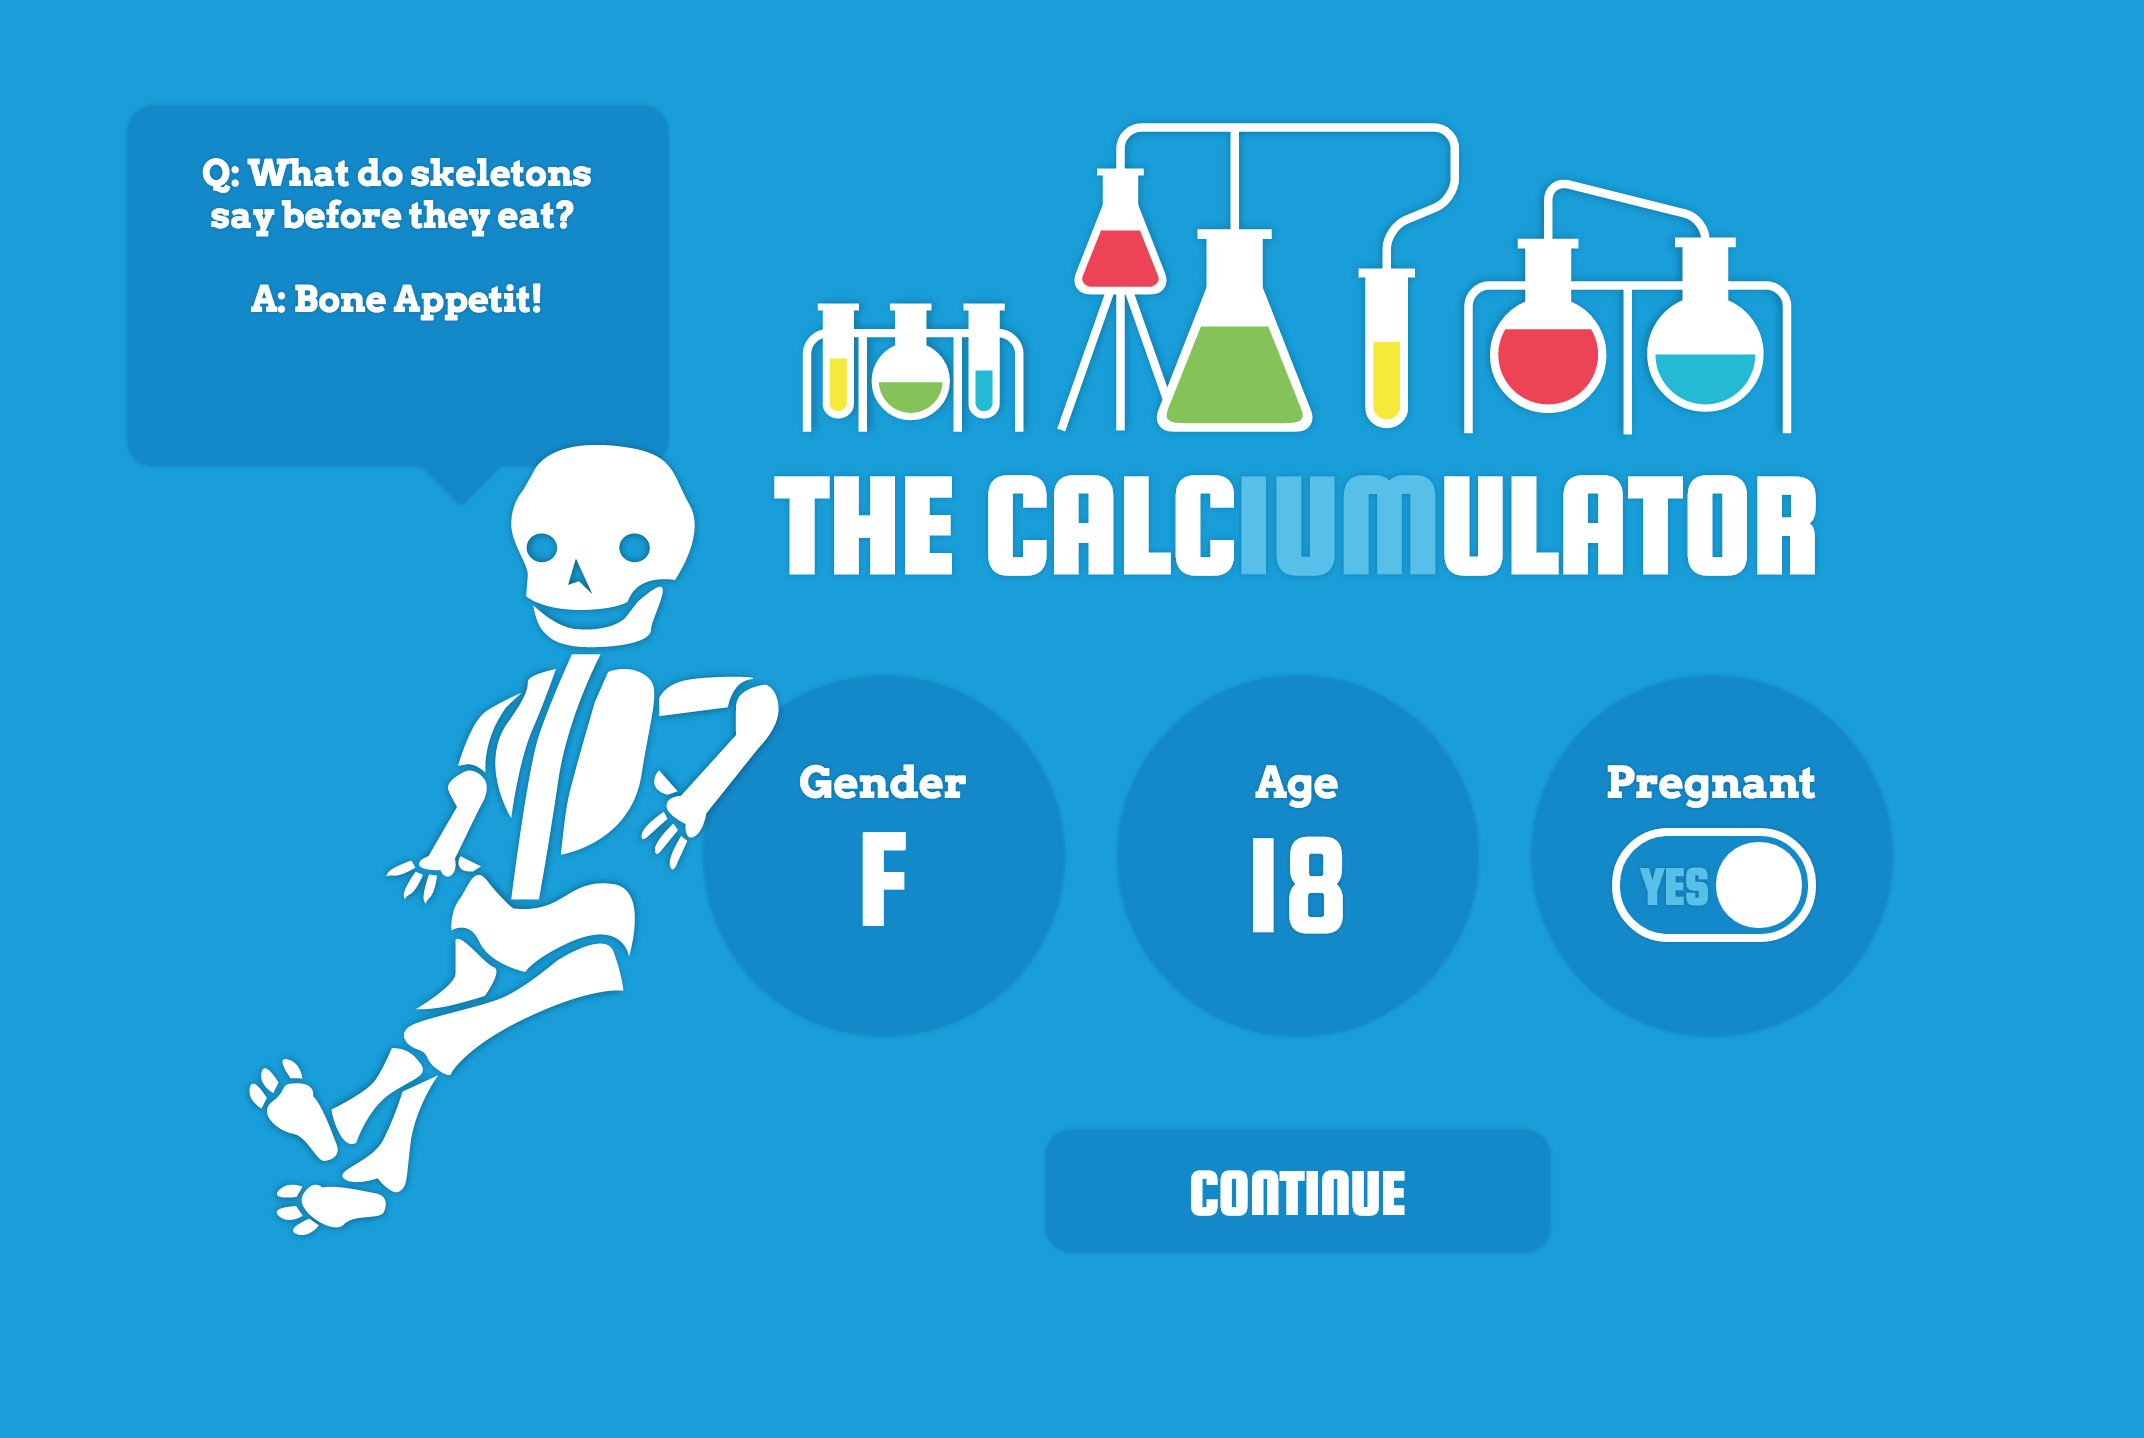 Q: What do skeletons
say before they eat?
A: Bone Appetit!
THE CALCIUMULATOR
Gender
F
Age
18
Pregnant
YES
CONTINUE